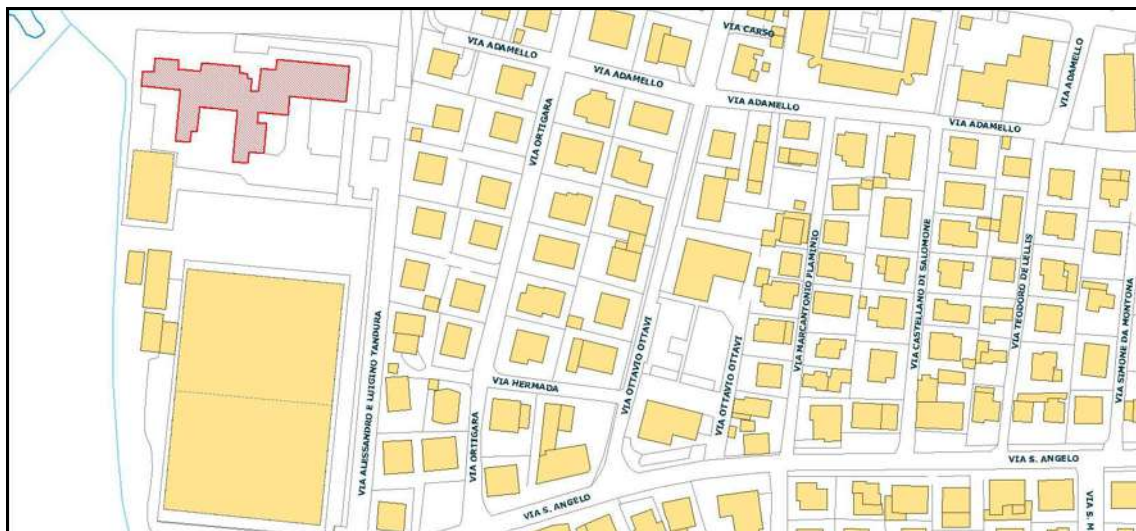 VIA CARSO
VIA ADAMELLO
VIA ADAMELLO
VIA ADAMELLO
VIA ADAMELLO
VIA ADAMELLO
VIA ORTIGARA
VIA MARCANTONIO FLAMINIO
VIA CASTELLANO DI SALOMONE
VIA TEODORO DE LELLIS
VIA SIMONE DA MONTONA
VIA ALESSANDRO E LUIGINO TANDURA
VIA OTTAVIO OTTAVI
VIA OTTAVIO OTTAVI
VIA HERMADA
VIA ORTIGARA
VIA S. ANGELO
VIA S. ANGELO
VIA S. M